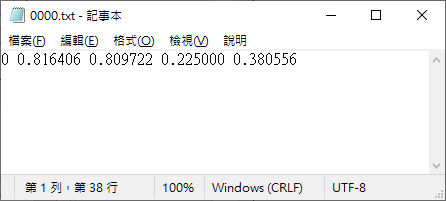 0000.txt - 記事本
檔案(F) 編輯(E) 格式(O) 檢視(V) 說明
0 0.816406 0.809722 0.225000 0.380556
第 1 列，第 38 行 100% Windows (CRLF) UTF-8